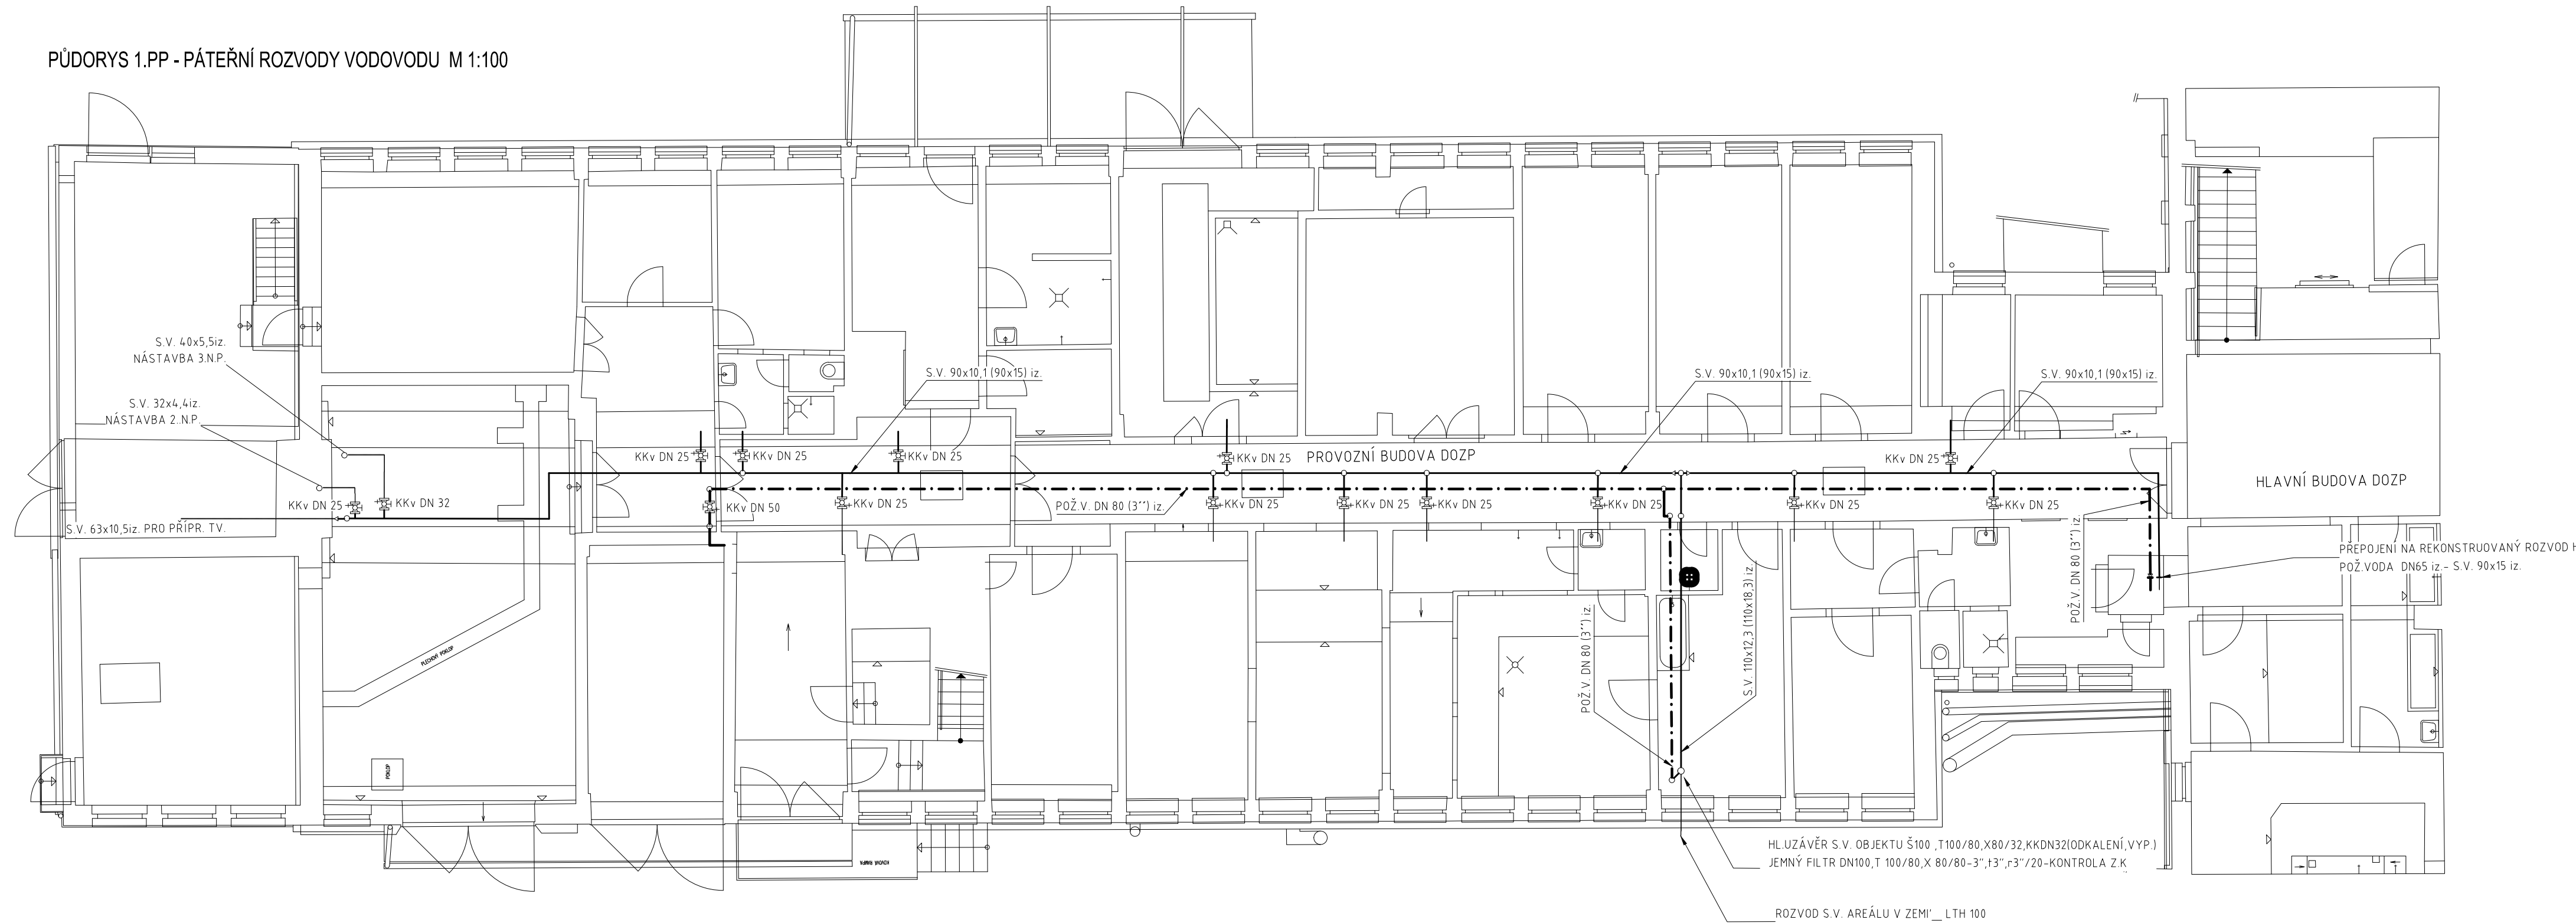 PŮDORYS 1.PP - PÁTEŘNÍ ROZVODY VODOVODU M 1:100
S.V. 40x5,5iz.
NÁSTAVBA 3.N.P.
S.V. 32x4,4iz.
NÁSTAVBA 2..N.P.
S.V. 90x10,1 (90x15) iz.
S.V. 90x10,1 (90x15) iz.
S.V. 90x10,1 (90x15) iz.
KKv DN 25
KKv DN 25
KKv DN 25
KKv DN 25
PROVOZNÍ BUDOVA DOZP
KKv DN 25
HLAVNÍ BUDOVA DOZP
KKv DN 25
KKv DN 32
KKv DN 50
KKv DN 25
POŽ.V. DN 80 (3´´) iz.
KKv DN 25
KKv DN 25
KKv DN 25
KKv DN 25
KKv DN 25
KKv DN 25
S.V. 63x10,5iz. PRO PŘÍPR. TV.
POŽ.V. DN 80 (3´´) iz.
PŘEPOJENÍ NA REKONSTRUOVANÝ ROZVOD
POŽ.VODA DN65 iz.- S.V. 90x15 iz.
POŽ.V. DN 80 (3´´) iz.
S.V. 110x12,3 (110x18,3) iz.
PLECHOVÝ POKLOP
POKLOP
KOVOVÁ RAMPA
HL.UZÁVĚR S.V. OBJEKTU Š100 ,T100/80,X80/32,KKDN32(ODKALENÍ,VYP.)
JEMNÝ FILTR DN100,T 100/80,X 80/80-3",t3",r3"/20-KONTROLA Z.K
ROZVOD S.V. AREÁLU V ZEMI'__ LTH 100